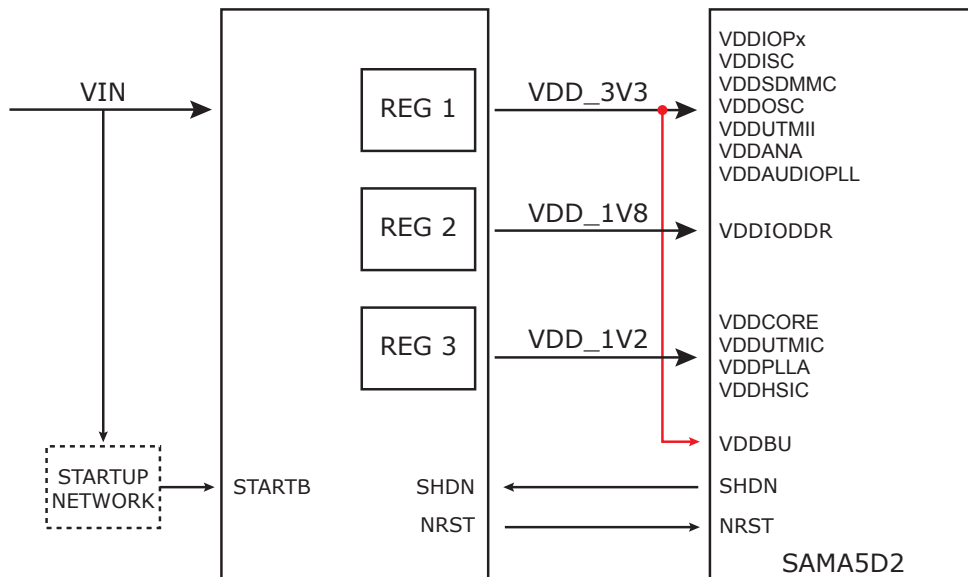 VIN
STARTUP
NETWORK
STARTB
REG 1
REG 2
REG 3
SHDN
NRST
VDD_3V3
VDD_1V8
VDD_1V2
VDDIOPx
VDDISC
VDDSDMMC
VDDOSC
VDDUTMII
VDDANA
VDDAUDIOPLL
VDDIODDR
VDDCORE
VDDUTMIC
VDDPLLA
VDDHSIC
VDDBU
SHDN
NRST
SAMA5D2